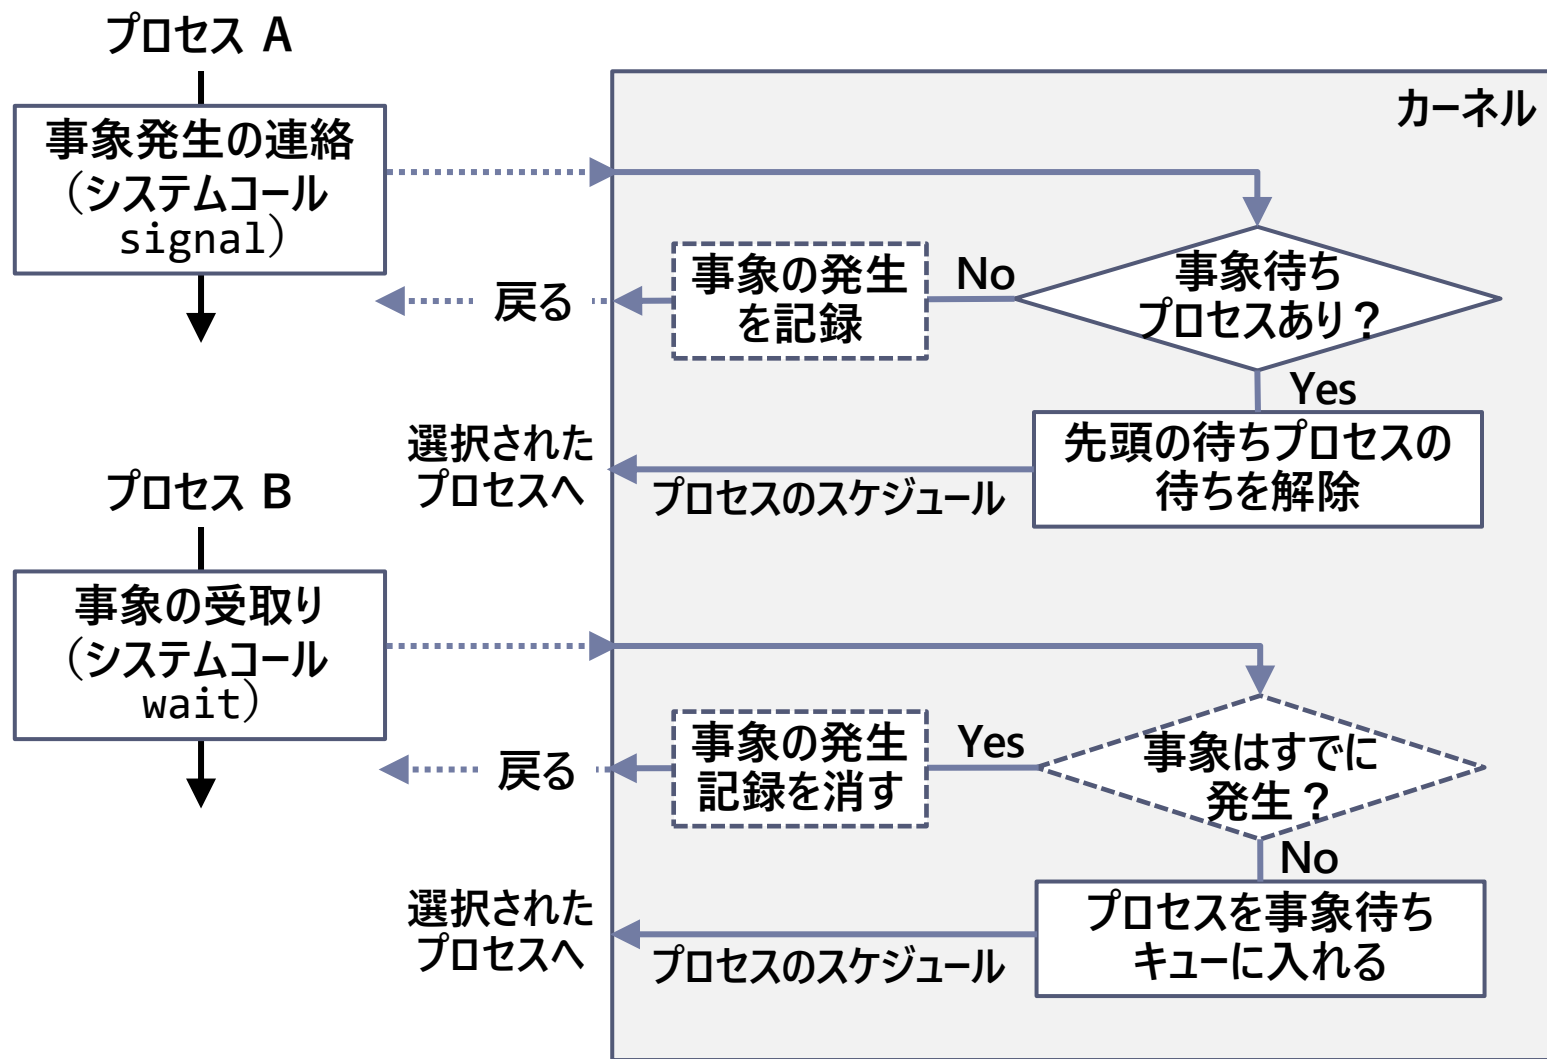 プロセス A
カーネル
事象発生の連絡
（システムコール
signal）
事象待ち
プロセスあり？
No
事象の発生
を記録
戻る
Yes
先頭の待ちプロセスの
待ちを解除
プロセスのスケジュール
選択された
プロセスへ
プロセス B
事象の受取り
（システムコール
wait）
事象はすでに
発生？
Yes
事象の発生
記録を消す
戻る
No
プロセスを事象待ち
キューに入れる
プロセスのスケジュール
選択された
プロセスへ